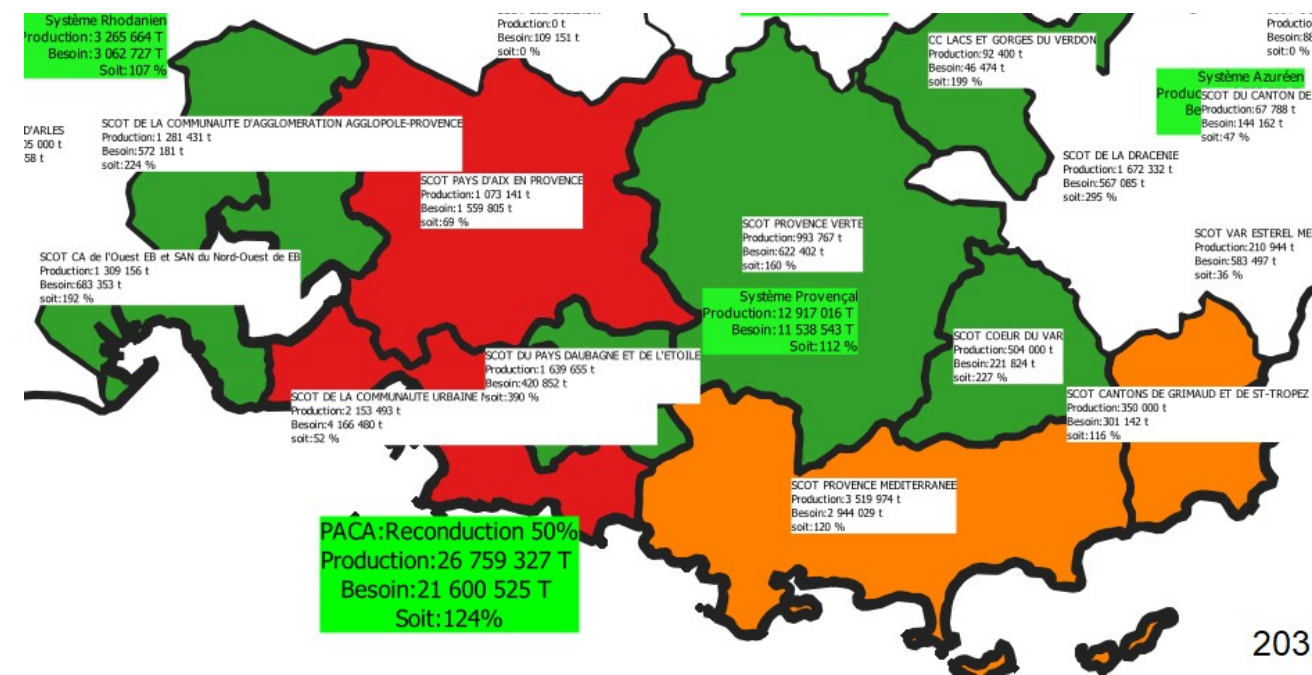 Système Rhodanien
Production:3 265 664 T
Besoin:3 062 727 T
Soit:107 %
Production:0 t
Besoin:109 151 t
soit:0 %
CC LACS ET GORGES DU VERDON
Production:92 400 t
Besoin:46 474 t
soit:199 %
soit:0 %
Système Azuréen
SCOT DU CANTON DE
Production:67 788 t
Besoin:144 162 t
soit:47 %
D'ARLES
SCOT DE LA COMMUNAUTE D'AGGLOMERATION AGGLOPOLE-PROVENCE
Production:1 281 431 t
Besoin:572 181 t
soit:224 %
SCOT PAYS D'AIX EN PROVENCE
Production:1 073 141 t
Besoin:1 559 805 t
soit:69 %
SCOT DE LA DRACENIE
Production:1 672 332 t
Besoin:567 085 t
soit:295 %
SCOT PROVENCE VERTE
Production:993 767 t
Besoin:622 402 t
soit:160 %
SCOT VAR ESTEREL ME
Production:210 944 t
Besoin:583 497 t
soit:36 %
SCOT CA de l'Ouest EB et SAN du Nord-Ouest de EB
Production:1 309 156 t
Besoin:683 353 t
soit:192 %
Système Provençal
Production:12 917 016 T
Besoin:11 538 543 T
Soit:112 %
SCOT COEUR DU VAR
Production:504 000 t
Besoin:221 824 t
soit:227 %
SCOT DU PAYS DAUBAGNE ET DE L'ETOILE
Production:1 639 655 t
Besoin:420 852 t
soit:390 %
SCOT DE LA COMMUNAUTE URBAINE
Production:2 153 493 t
Besoin:4 166 480 t
soit:52 %
SCOT CANTONS DE GRIMAUD ET DE ST-TROPEZ
Production:350 000 t
Besoin:301 142 t
soit:116 %
SCOT PROVENCE MEDITERRANEE
Production:3 519 974 t
Besoin:2 944 029 t
soit:120 %
PACA:Reconduction 50%
Production:26 759 327 T
Besoin:21 600 525 T
Soit:124%
203